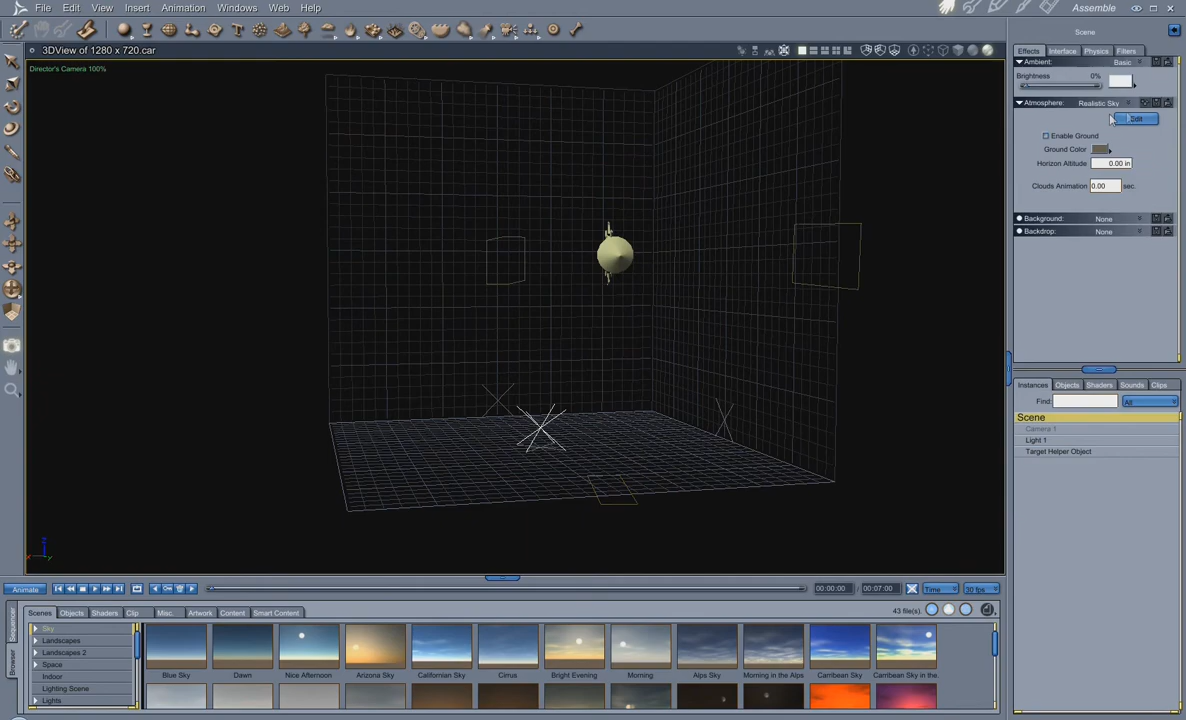 File Edit View Insert Animation Windows Web Help
Assemble
3DView of 1280 x 720.car
Scene
Director's Camera 100%
Effects Interface Physics Filters
Ambient: Basic
Brightness 0%
Atmosphere: Realistic Sky
Edit
Enable Ground
Ground Color
Horizon Altitude 0.00 in
Clouds Animation 0.00 sec.
Background: None
Backdrop: None
Instances Objects Shaders Sounds Clips
Find: All
Scene
Camera 1
Light 1
Target Helper Object
Z
X
Y
Animate 00:00:00 / 00:07:00 Time 30 fps
Sequencer
Browser
Scenes Objects Shaders Clip Misc. Artwork Content Smart Content 43 file(s).
Sky
Landscapes
Landscapes 2
Space
Indoor
Lighting Scene
Lights
Blue Sky Dawn Nice Afternoon Arizona Sky Californian Sky Cirrus Bright Evening Morning Alps Sky Morning in the Alps Carribean Sky Carribean Sky in the.